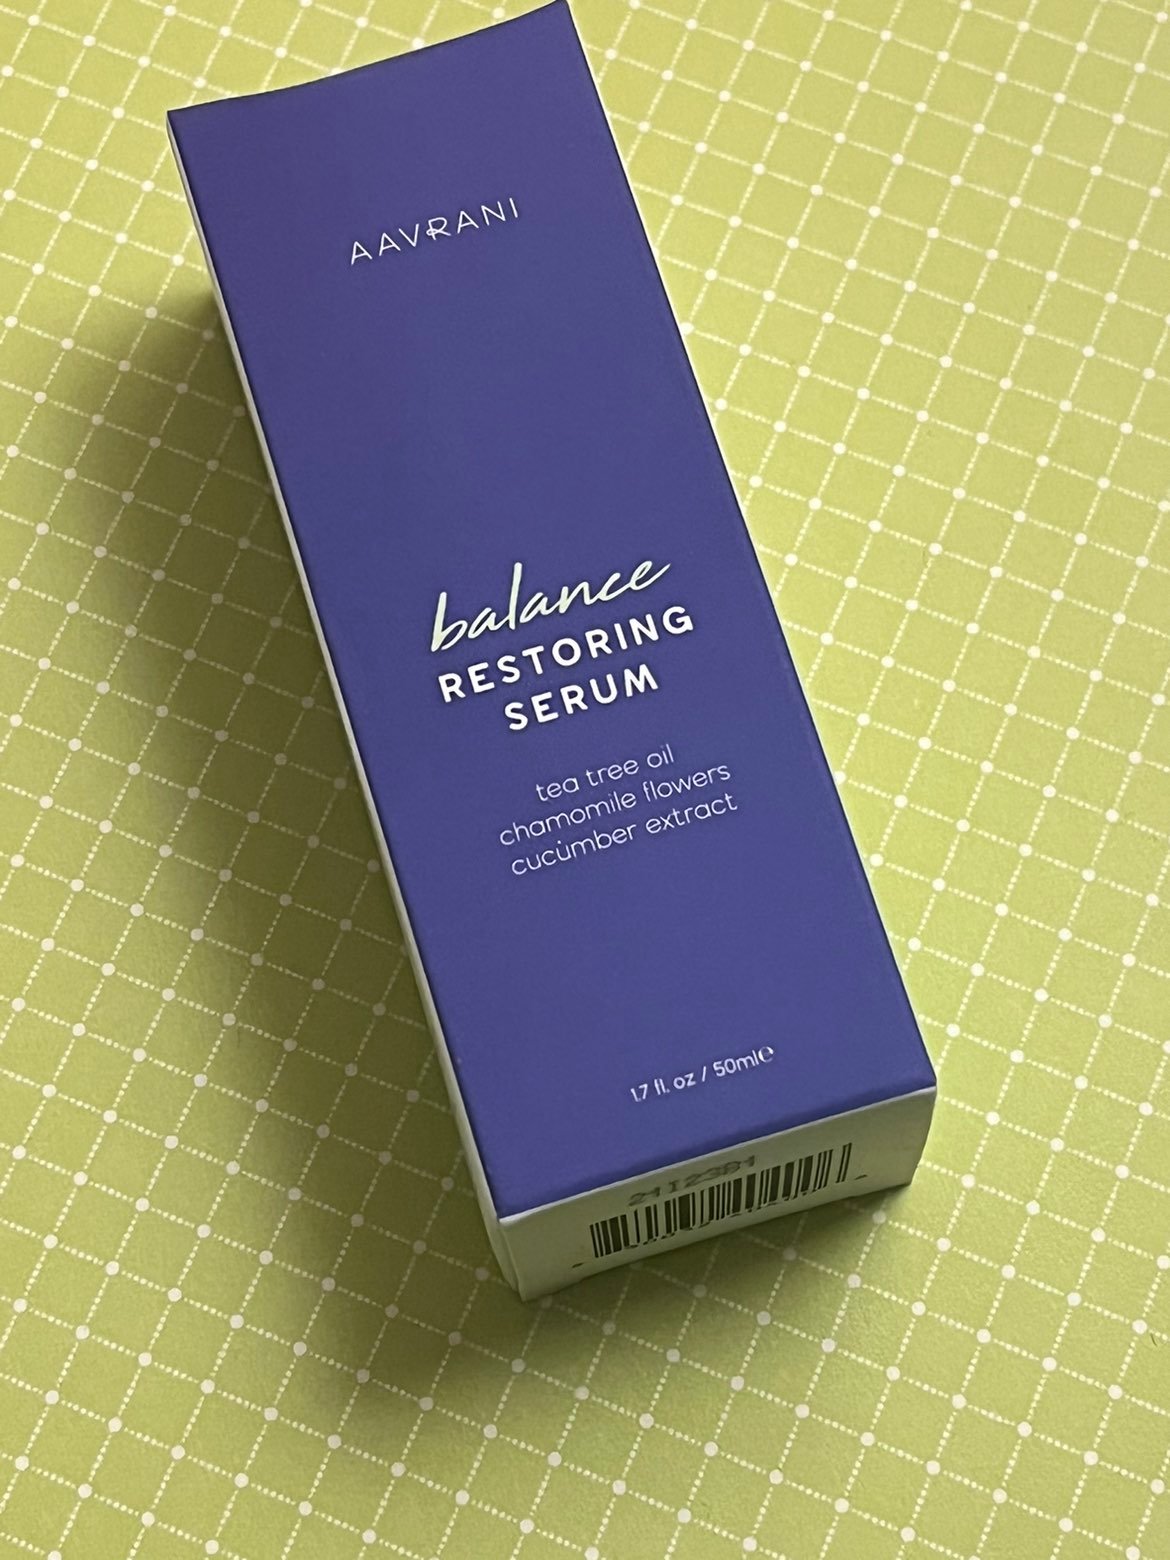 AAVRANI
balance
RESTORING
SERUM
tea tree oil
chamomile flowers
cucumber extract
1.7 fl. oz / 50ml℮